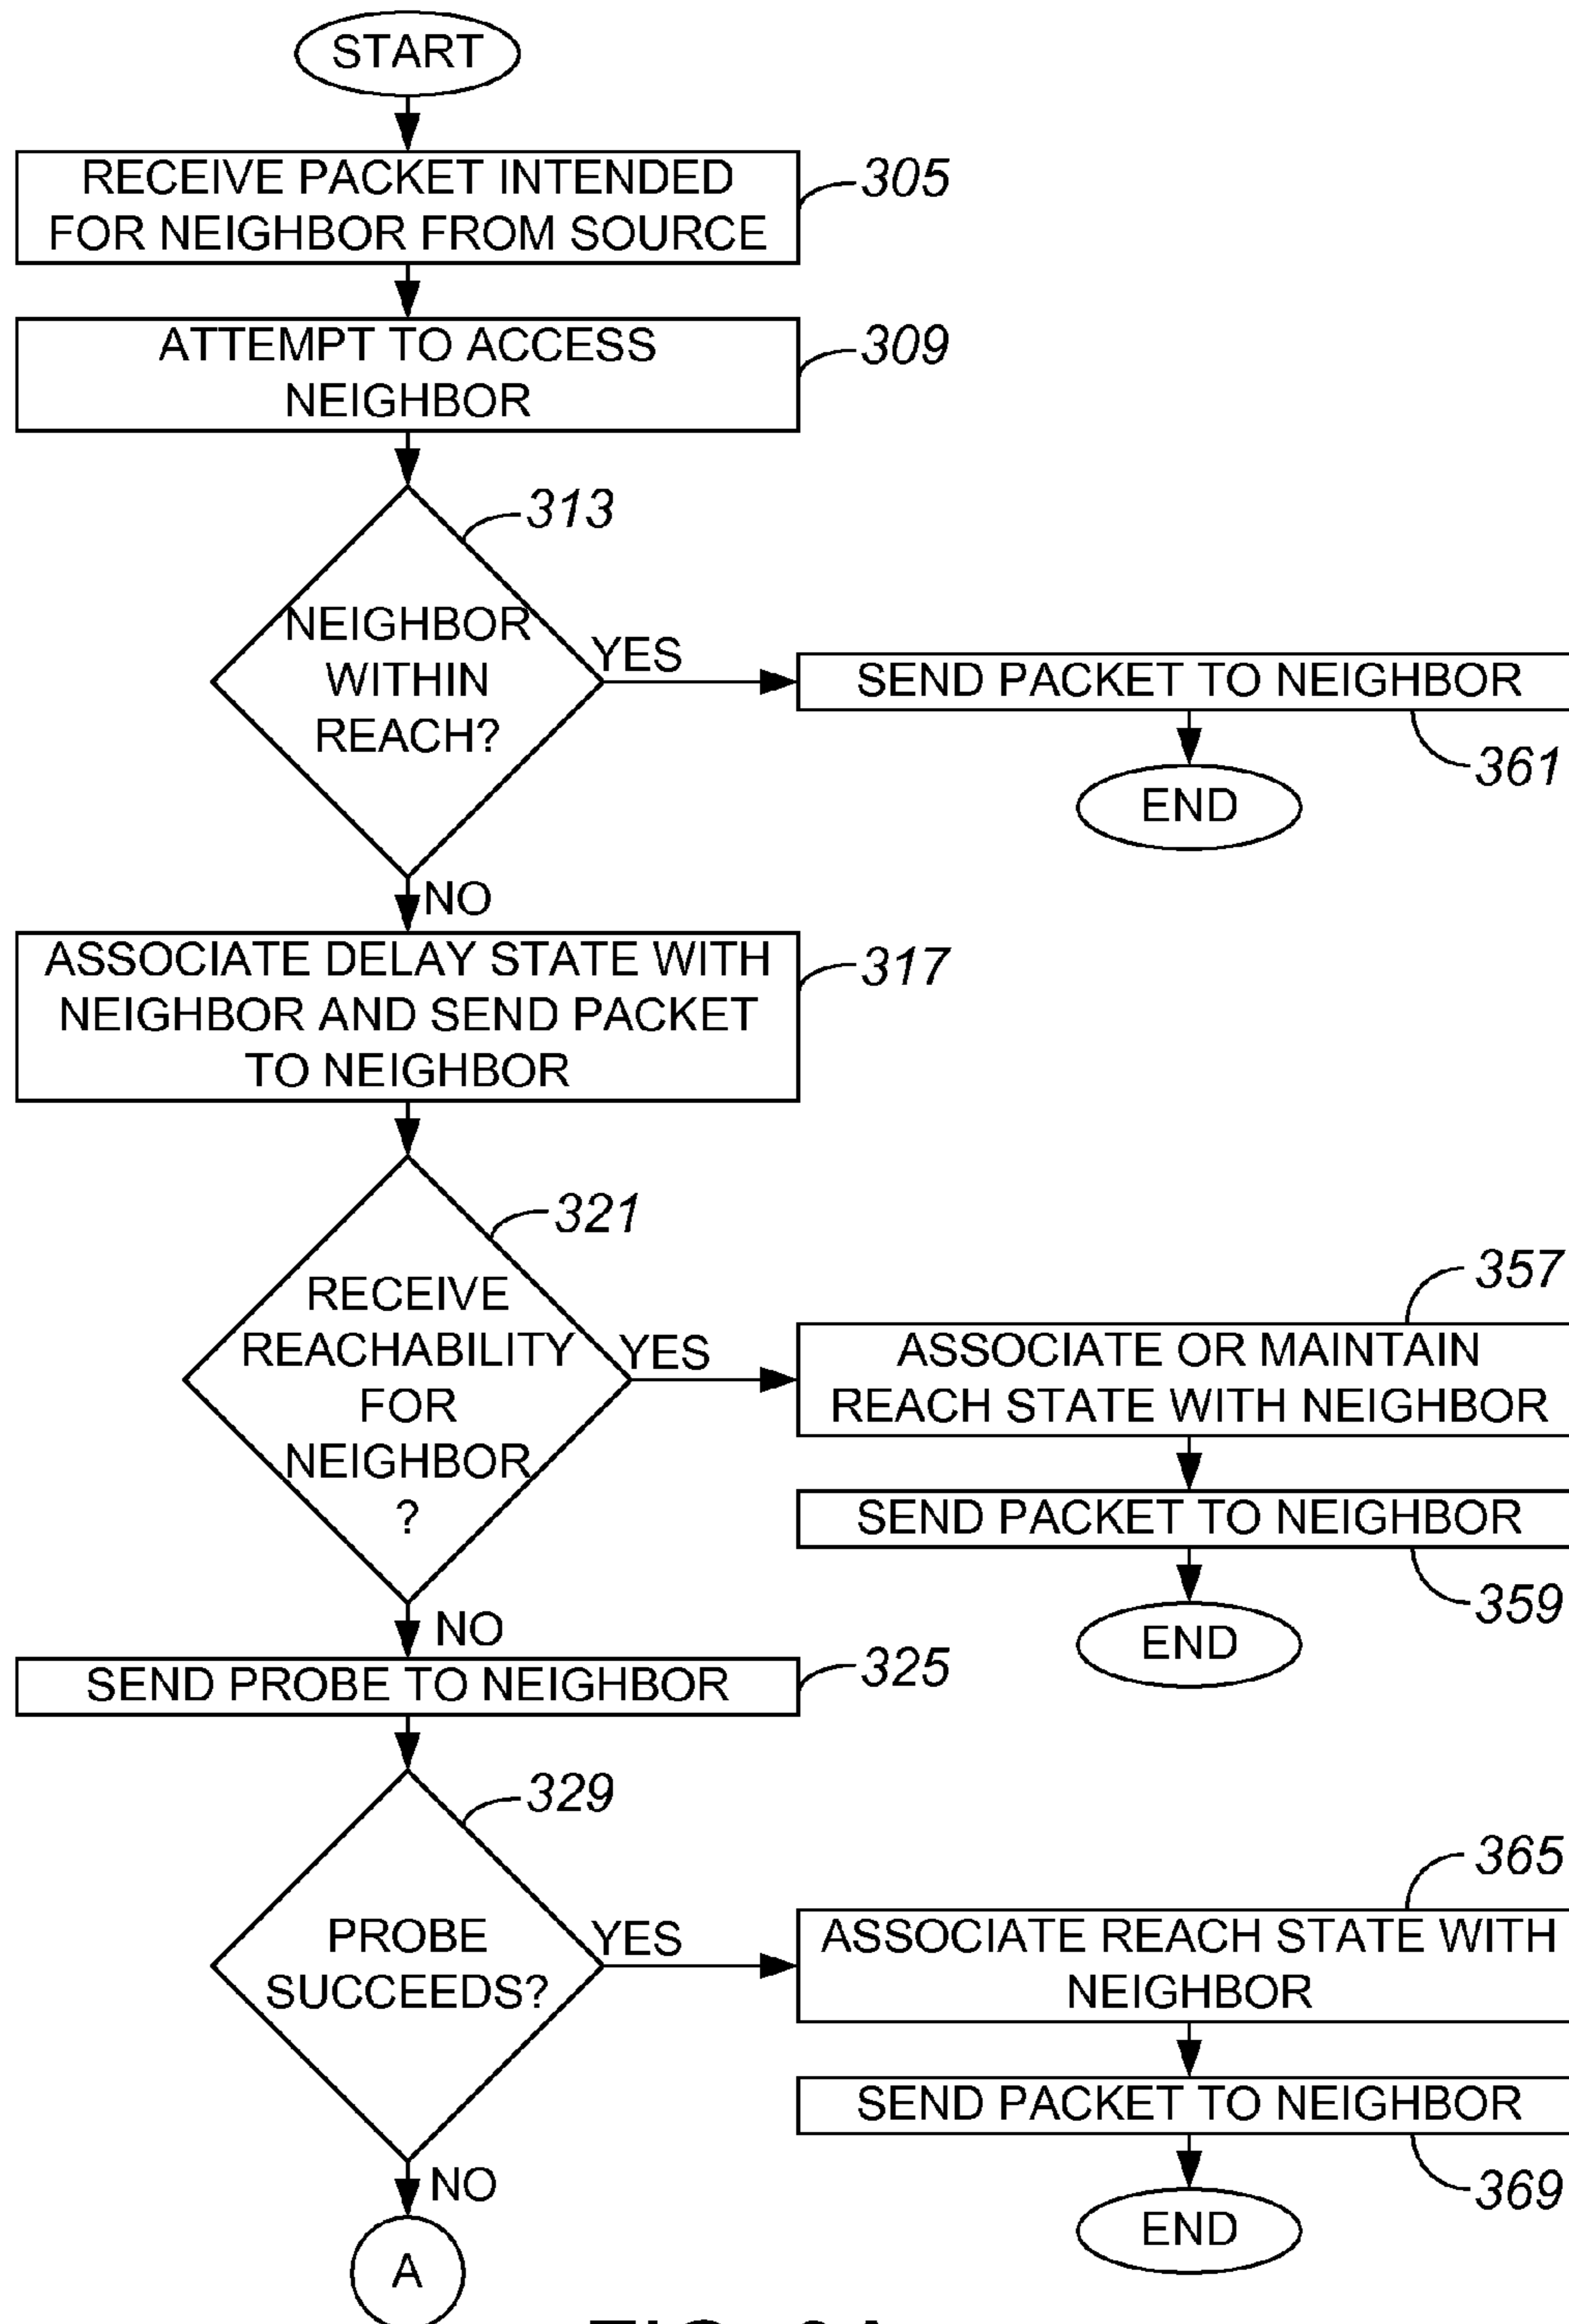 START
RECEIVE PACKET INTENDED
FOR NEIGHBOR FROM SOURCE
305
ATTEMPT TO ACCESS
NEIGHBOR
309
313
NEIGHBOR
WITHIN
REACH?
YES
SEND PACKET TO NEIGHBOR
361
END
NO
ASSOCIATE DELAY STATE WITH
NEIGHBOR AND SEND PACKET
TO NEIGHBOR
317
321
RECEIVE
REACHABILITY
FOR
NEIGHBOR
?
YES
357
ASSOCIATE OR MAINTAIN
REACH STATE WITH NEIGHBOR
SEND PACKET TO NEIGHBOR
359
END
NO
SEND PROBE TO NEIGHBOR
325
329
PROBE
SUCCEEDS?
YES
365
ASSOCIATE REACH STATE WITH
NEIGHBOR
SEND PACKET TO NEIGHBOR
369
END
NO
A